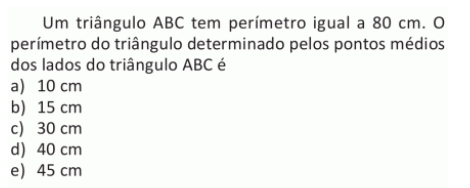 Um triângulo ABC tem perímetro igual a 80 cm. O
perímetro do triângulo determinado pelos pontos médios
dos lados do triângulo ABC é
a) 10 cm
b) 15 cm
c) 30 cm
d) 40 cm
e) 45 cm